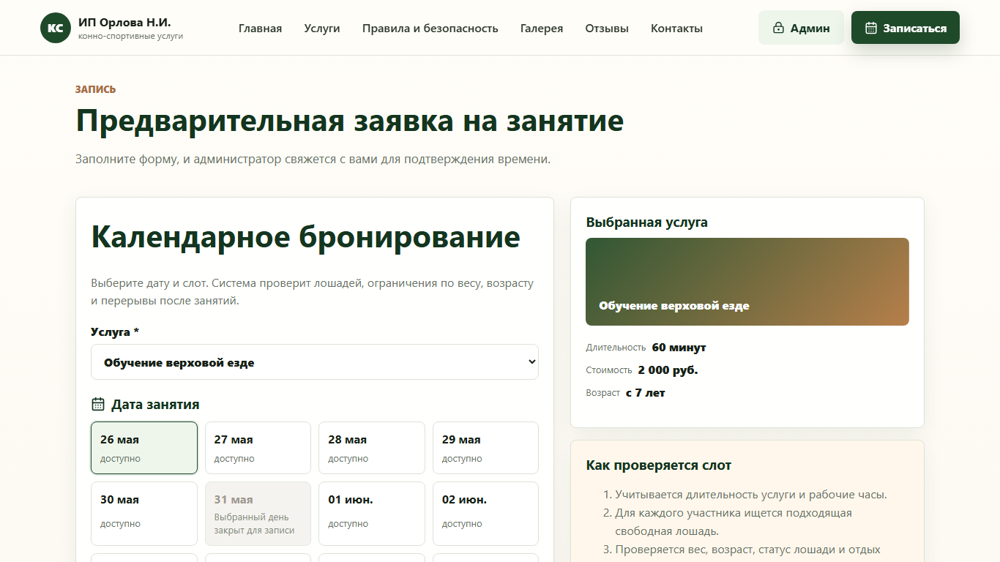 КС
ИП Орлова Н.И.
конно-спортивные услуги
Главная
Услуги
Правила и безопасность
Галерея
Отзывы
Контакты
Админ
Записаться
ЗАПИСЬ
Предварительная заявка на занятие
Заполните форму, и администратор свяжется с вами для подтверждения времени.
Календарное бронирование
Выберите дату и слот. Система проверит лошадей, ограничения по весу, возрасту
и перерывы после занятий.
Услуга *
Обучение верховой езде
Дата занятия
26 мая
доступно
27 мая
доступно
28 мая
доступно
29 мая
доступно
30 мая
доступно
31 мая
Выбранный день
закрыт для записи
01 июн.
доступно
02 июн.
доступно
Выбранная услуга
Обучение верховой езде
Длительность 60 минут
Стоимость 2 000 руб.
Возраст с 7 лет
Как проверяется слот
1. Учитывается длительность услуги и рабочие часы.
2. Для каждого участника ищется подходящая
свободная лошадь.
3. Проверяется вес, возраст, статус лошади и отдых